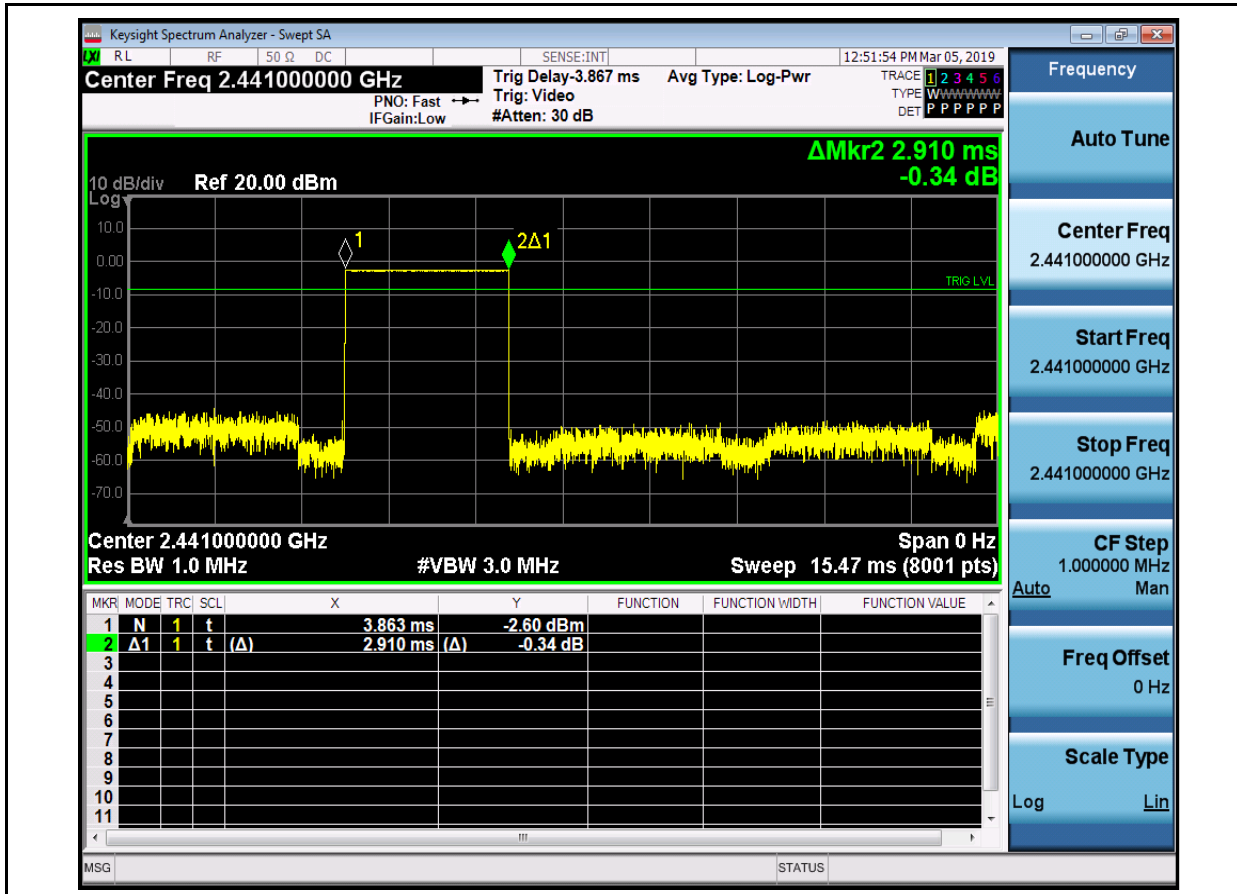 Keysight Spectrum Analyzer - Swept SA
LXI RL RF 50 Ω DC SENSE:INT 12:51:54 PM Mar 05, 2019
Center Freq 2.441000000 GHz Trig Delay-3.867 ms Avg Type: Log-Pwr TRACE 1 2 3 4 5 6
PNO: Fast Trig: Video TYPE WWWWWW
IFGain:Low #Atten: 30 dB DET P P P P P P
ΔMkr2 2.910 ms
-0.34 dB
10 dB/div Ref 20.00 dBm
Log
10.0
0.00
-10.0
-20.0
-30.0
-40.0
-50.0
-60.0
-70.0
1
2Δ1
TRIG LVL
Center 2.441000000 GHz Span 0 Hz
Res BW 1.0 MHz #VBW 3.0 MHz Sweep 15.47 ms (8001 pts)
MKR MODE TRC SCL X Y FUNCTION FUNCTION WIDTH FUNCTION VALUE
1 N 1 t 3.863 ms -2.60 dBm
2 Δ1 1 t (Δ) 2.910 ms (Δ) -0.34 dB
3
4
5
6
7
8
9
10
11
MSG STATUS
Frequency
Auto Tune
Center Freq
2.441000000 GHz
Start Freq
2.441000000 GHz
Stop Freq
2.441000000 GHz
CF Step
1.000000 MHz
Auto Man
Freq Offset
0 Hz
Scale Type
Log Lin